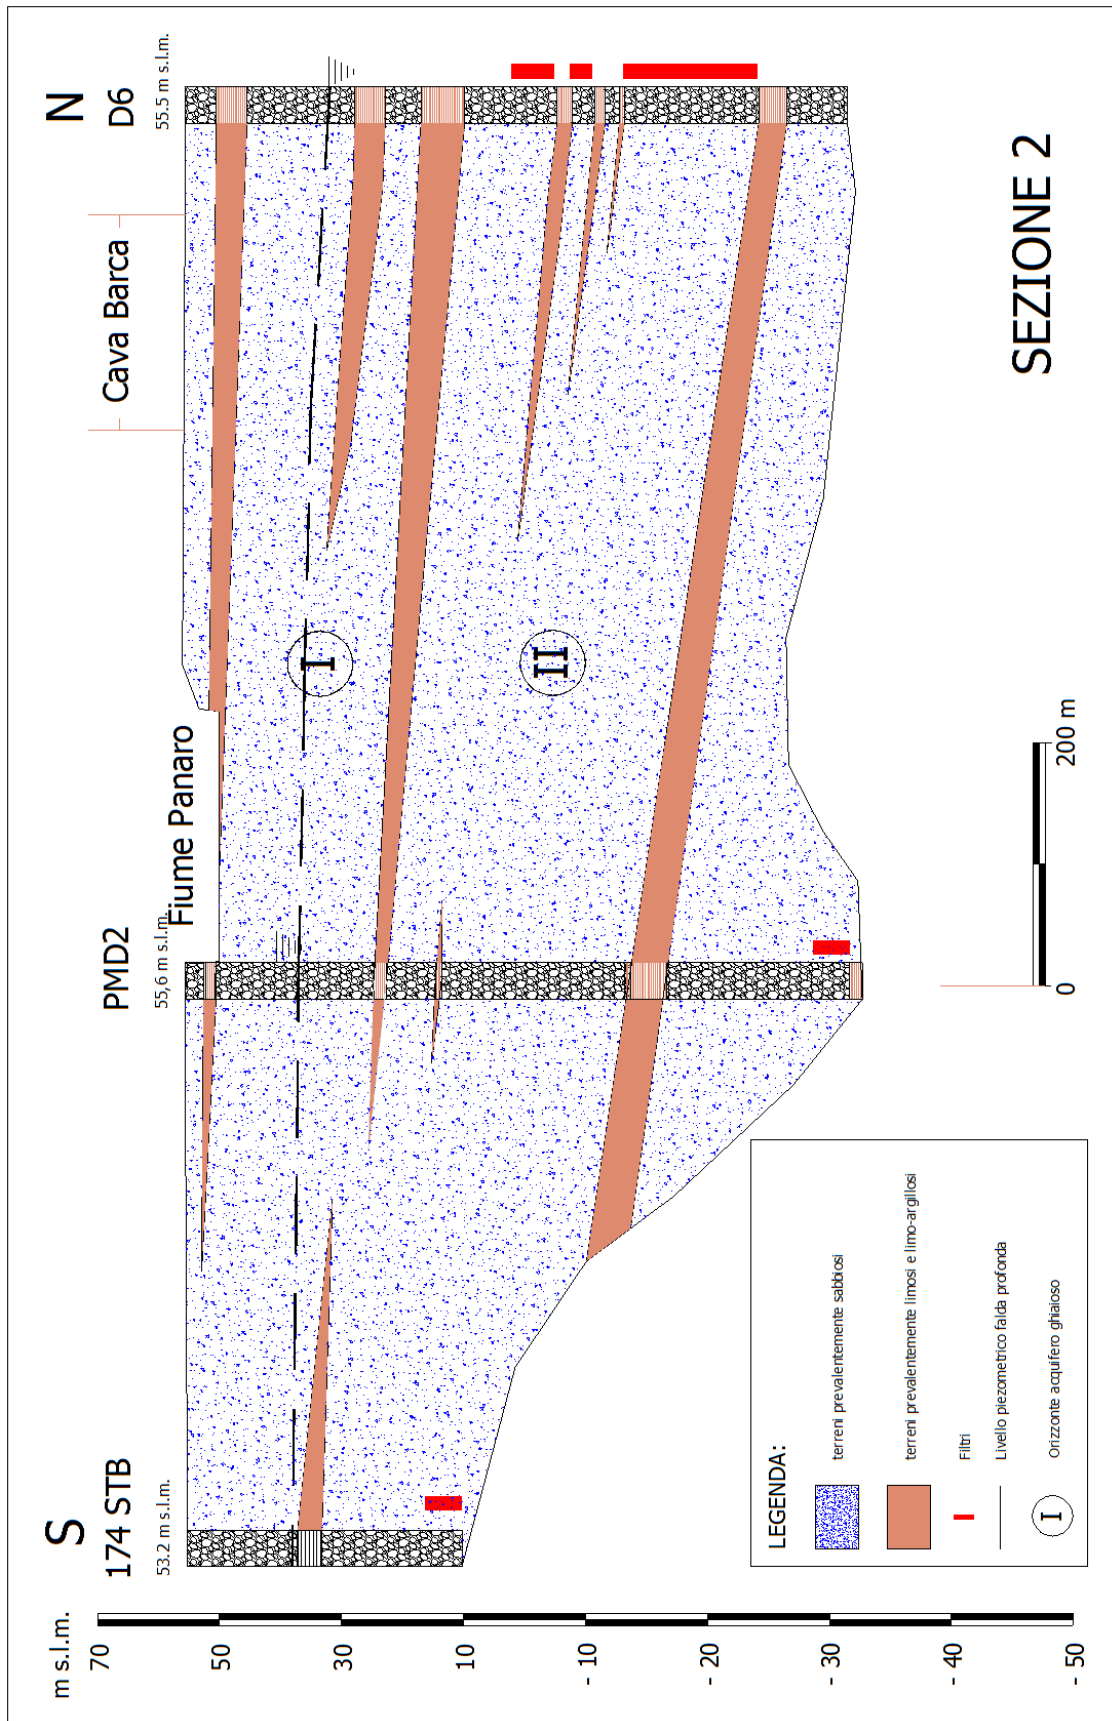 S
N
174 STB
53.2 m s.l.m.
PMD2
55,6 m s.l.m.
Fiume Panaro
Cava Barca
D6
55.5 m s.l.m.
m s.l.m.
70
50
30
10
- 10
- 20
- 30
- 40
- 50
I
II
LEGENDA:
terreni prevalentemente sabbiosi
terreni prevalentemente limosi e limo-argillosi
Filtri
Livello piezometrico falda profonda
I
Orizzonte acquifero ghiaioso
0
200 m
SEZIONE 2